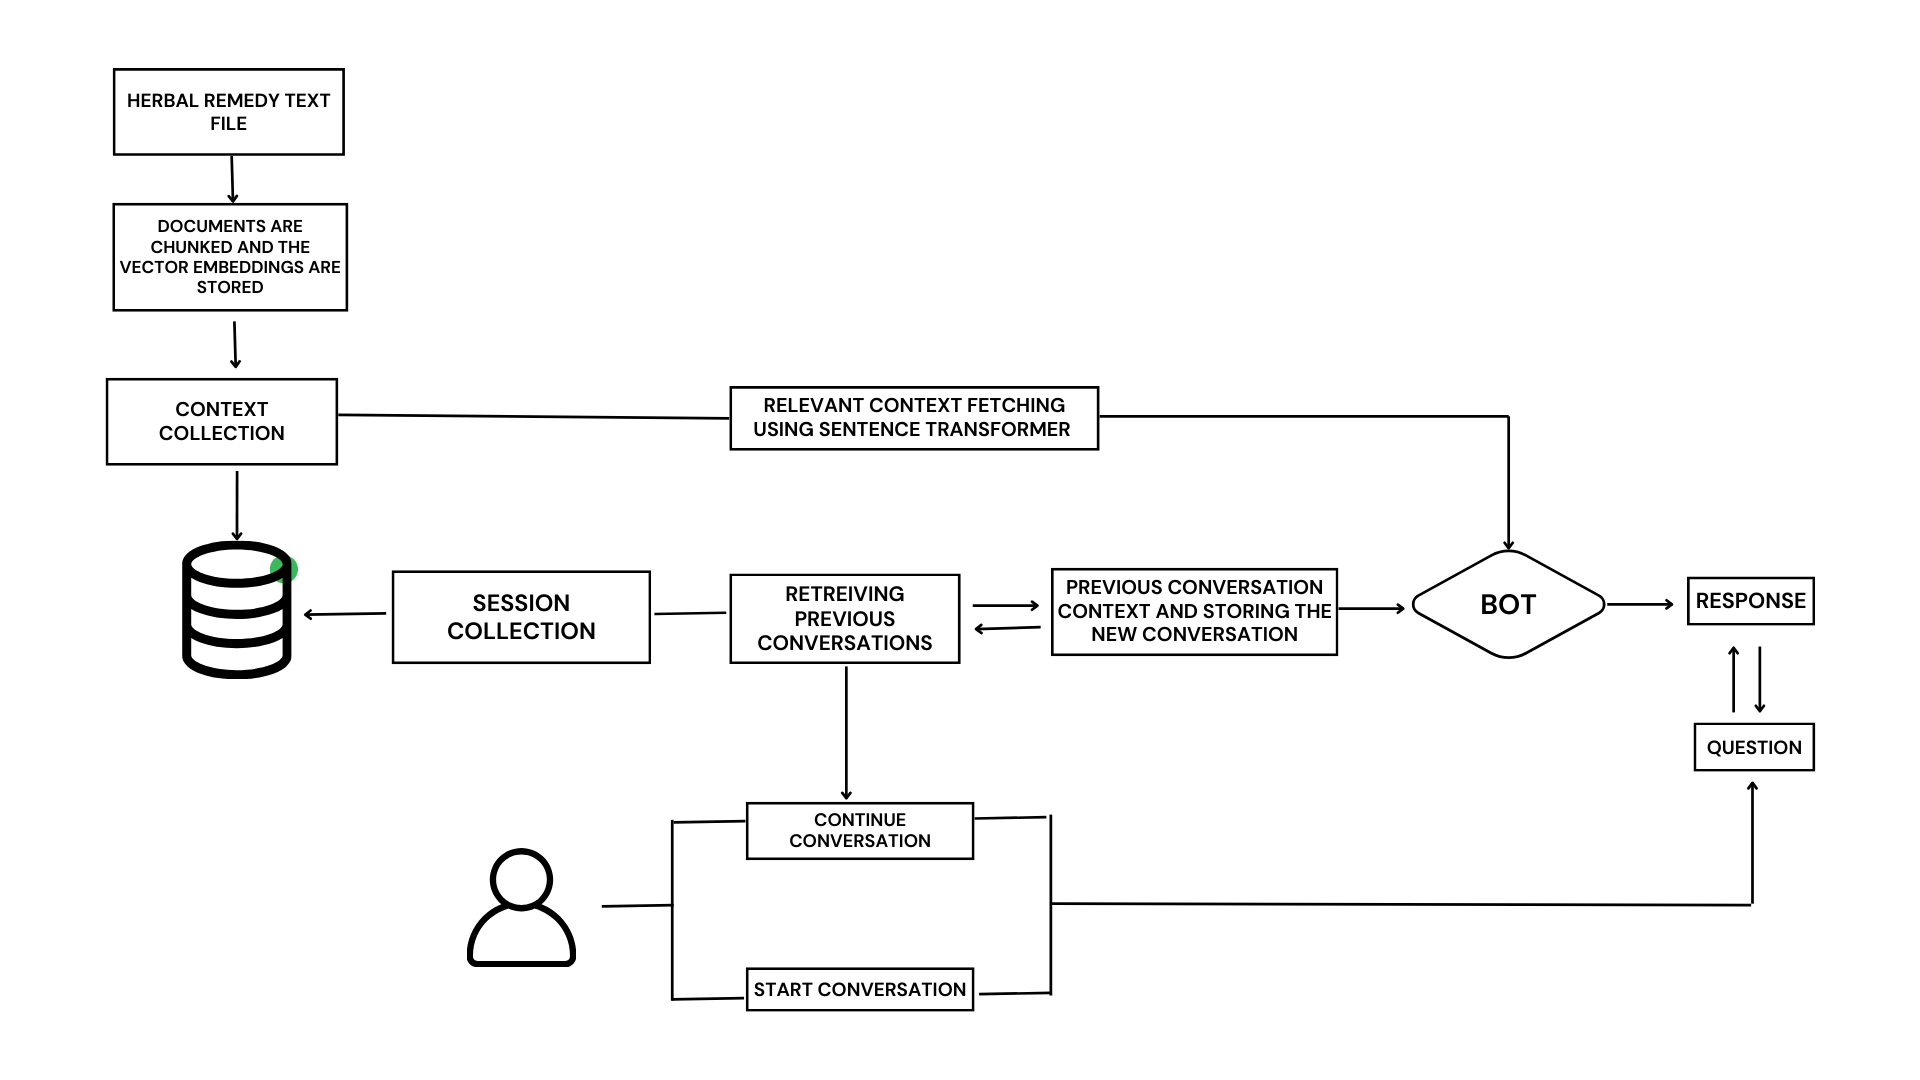 HERBAL REMEDY TEXT
FILE
DOCUMENTS ARE
CHUNKED AND THE
VECTOR EMBEDDINGS ARE
STORED
CONTEXT
COLLECTION
RELEVANT CONTEXT FETCHING
USING SENTENCE TRANSFORMER
SESSION
COLLECTION
RETREIVING
PREVIOUS
CONVERSATIONS
PREVIOUS CONVERSATION
CONTEXT AND STORING THE
NEW CONVERSATION
BOT
RESPONSE
QUESTION
CONTINUE
CONVERSATION
START CONVERSATION